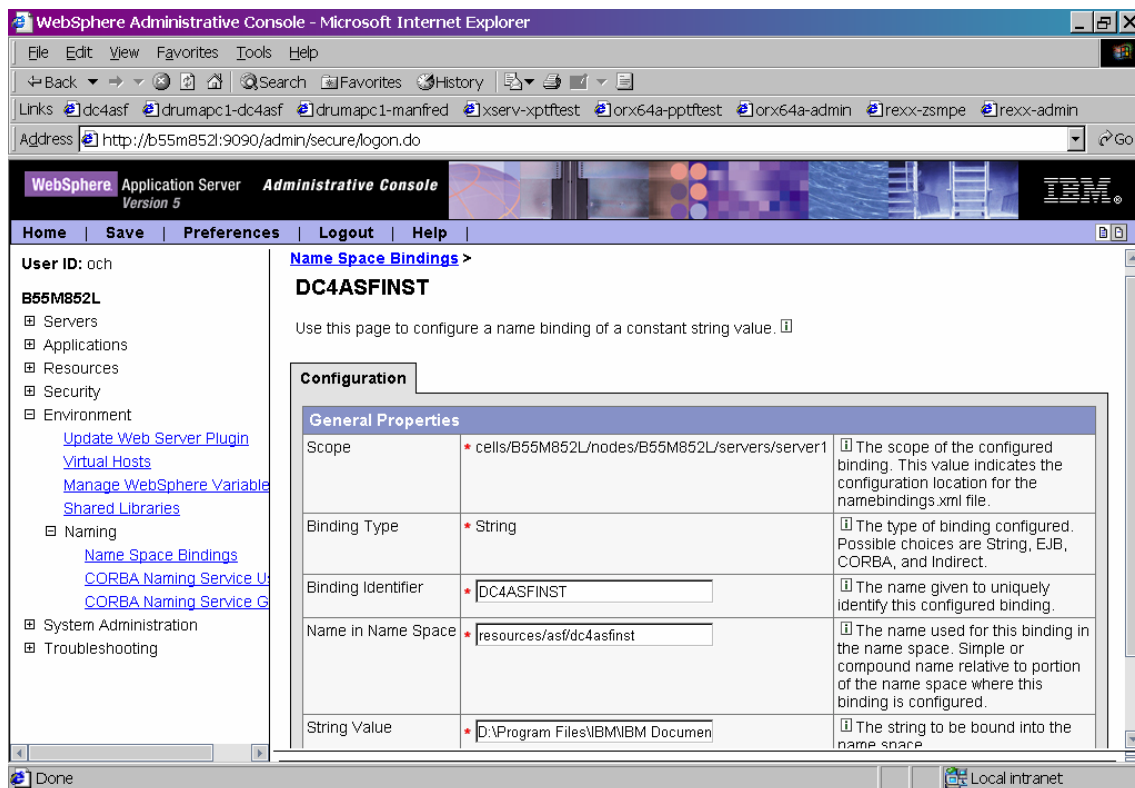 WebSphere Administrative Console - Microsoft Internet Explorer
File Edit View Favorites Tools Help
Back Search Favorites History
Links dc4asf drumapc1-dc4asf drumapc1-manfred xserv-xptftest orx64a-pptftest orx64a-admin rexx-zsmpe rexx-admin
Address http://b55m852l:9090/admin/secure/logon.do Go
WebSphere Application Server Administrative Console
Version 5
IBM
Home | Save | Preferences | Logout | Help |
User ID: och
B55M852L
Servers
Applications
Resources
Security
Environment
Update Web Server Plugin
Virtual Hosts
Manage WebSphere Variable
Shared Libraries
Naming
Name Space Bindings
CORBA Naming Service U
CORBA Naming Service G
System Administration
Troubleshooting
Name Space Bindings >
DC4ASFINST
Use this page to configure a name binding of a constant string value.
Configuration
General Properties
Scope
* cells/B55M852L/nodes/B55M852L/servers/server1
The scope of the configured
binding. This value indicates the
configuration location for the
namebindings.xml file.
Binding Type
* String
The type of binding configured.
Possible choices are String, EJB,
CORBA, and Indirect.
Binding Identifier
* DC4ASFINST
The name given to uniquely
identify this configured binding.
Name in Name Space
* resources/asf/dc4asfinst
The name used for this binding in
the name space. Simple or
compound name relative to portion
of the name space where this
binding is configured.
String Value
* D:\Program Files\IBM\IBM Documen
The string to be bound into the
name space.
Done
Local intranet